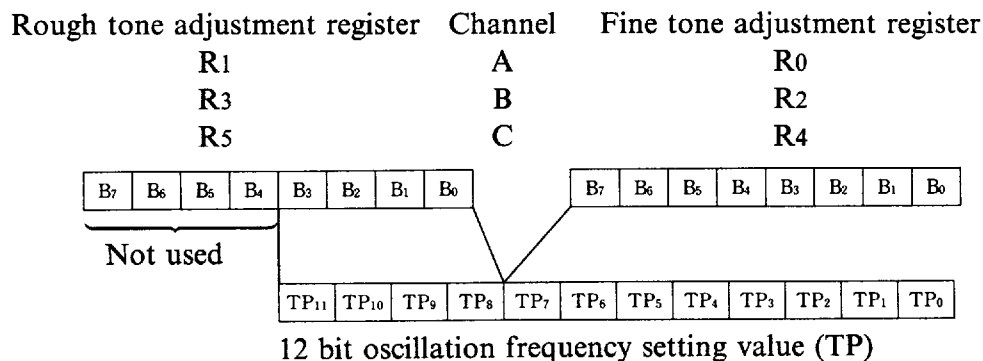 Rough tone adjustment register Channel Fine tone adjustment register
R1 A R0
R3 B R2
R5 C R4
B7 B6 B5 B4 B3 B2 B1 B0 B7 B6 B5 B4 B3 B2 B1 B0
Not used
TP11 TP10 TP9 TP8 TP7 TP6 TP5 TP4 TP3 TP2 TP1 TP0
12 bit oscillation frequency setting value (TP)